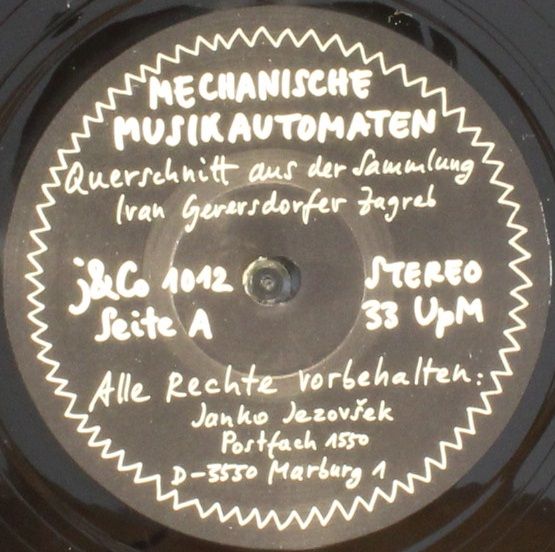 MECHANISCHE
MUSIKAUTOMATEN
Querschnitt aus der Sammlung
Ivan Gerersdorfer Zagreb
j&Co 1012 STEREO
Seite A 33 UpM
Alle Rechte vorbehalten:
Janko Jezovšek
Postfach 1550
D-3550 Marburg 1